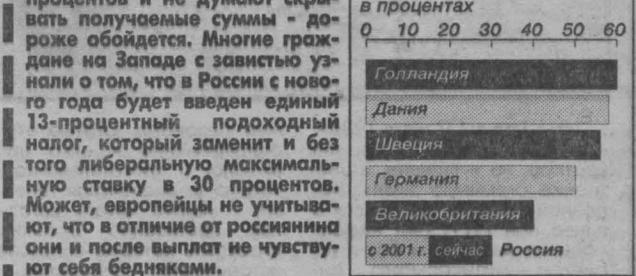 процентов и не думают скры-
вать получаемые суммы - до-
роже обойдется. Многие граж-
дане на Западе с завистью уз-
нали о том, что в России с ново-
го года будет введен единый
13-процентный подоходный
налог, который заменит и без
того либеральную максималь-
ную ставку в 30 процентов.
Может, европейцы не учитыва-
ют, что в отличие от россиянина
они и после выплат не чувству-
ют себя бедняками.
в процентах
0 10 20 30 40 50 60
Голландия
Дания
Швеция
Германия
Великобритания
с 2001 г. сейчас Россия